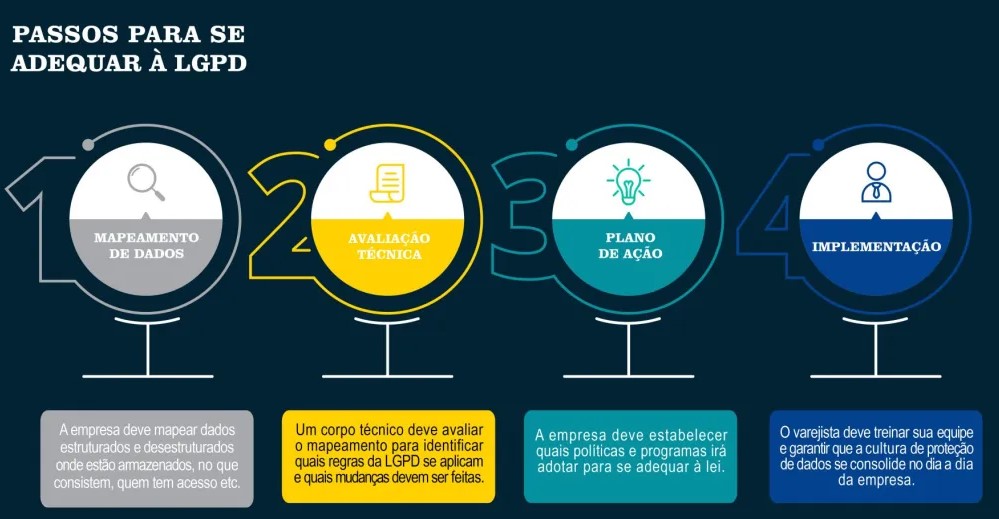 PASSOS PARA SE
ADEQUAR À LGPD
1
MAPEAMENTO
DE DADOS
2
AVALIAÇÃO
TÉCNICA
3
PLANO
DE AÇÃO
4
IMPLEMENTAÇÃO
A empresa deve mapear dados
estruturados e desestruturados
onde estão armazenados, no que
consistem, quem tem acesso etc.
Um corpo técnico deve avaliar
o mapeamento para identificar
quais regras da LGPD se aplicam
e quais mudanças devem ser feitas.
A empresa deve estabelecer
quais políticas e programas irá
adotar para se adequar à lei.
O varejista deve treinar sua equipe
e garantir que a cultura de proteção
de dados se consolide no dia a dia
da empresa.